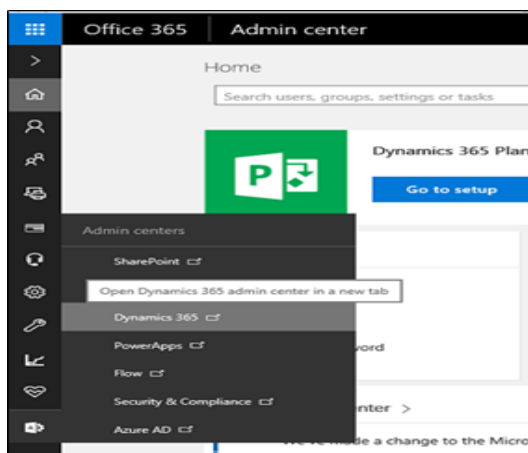 Office 365 Admin center
Home
Search users, groups, settings or tasks
Dynamics 365 Plan
P
Go to setup
Admin centers
SharePoint
Open Dynamics 365 admin center in a new tab
Dynamics 365
PowerApps
vord
Flow
Security & Compliance
nter >
Azure AD
We've made a change to the Micro